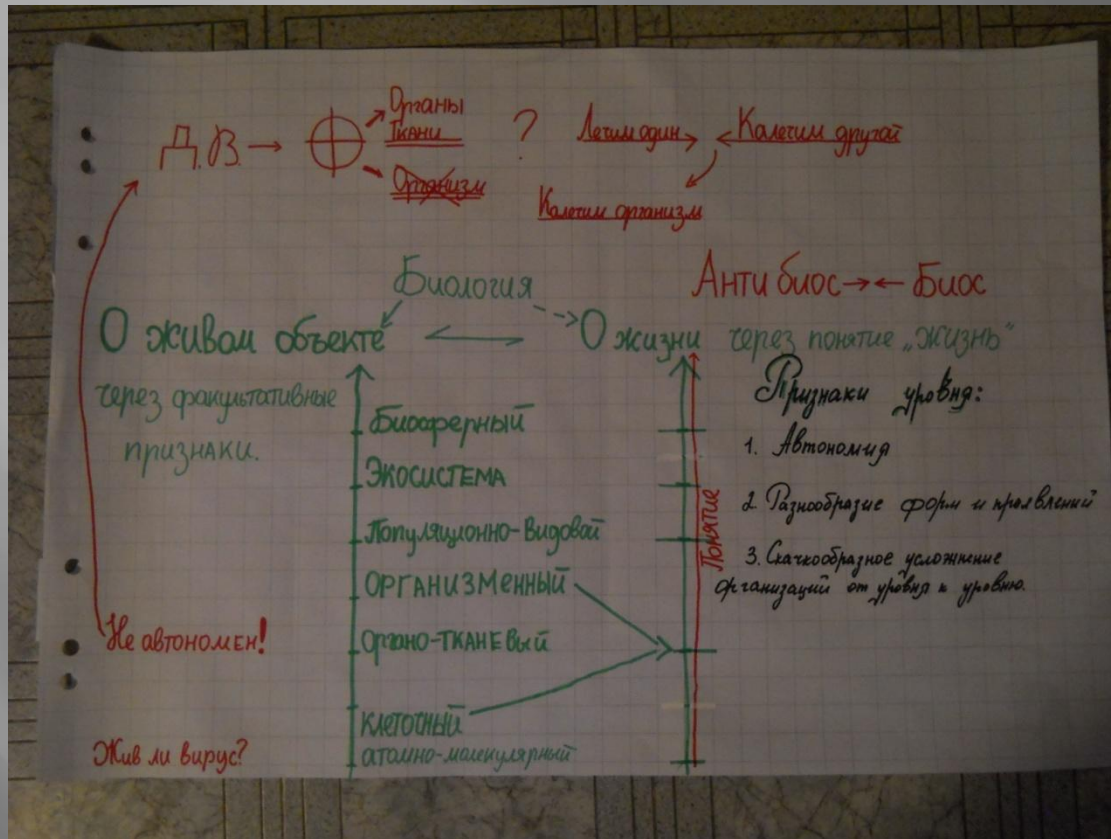 Д.В. → Органы
Ткани
Организм
?
Лечим один → ← Калечим другой
Калечим организм
Анти биос → ← Биос
Биология
О живом объекте
О жизни через понятие „жизнь“
через факультативные
признаки.
Биосферный
ЭКОСИСТЕМА
Популяционно-Видовой
ОРГАНИЗМЕННЫЙ
Органо-ТКАНЕВый
Клеточный
атомно-молекулярный
Понятие
Признаки уровня:
1. Автономия
2. Разнообразие форм и проявлений
3. Скачкообразное усложнение
организаций от уровня к уровню.
Не автономен!
Жив ли вирус?